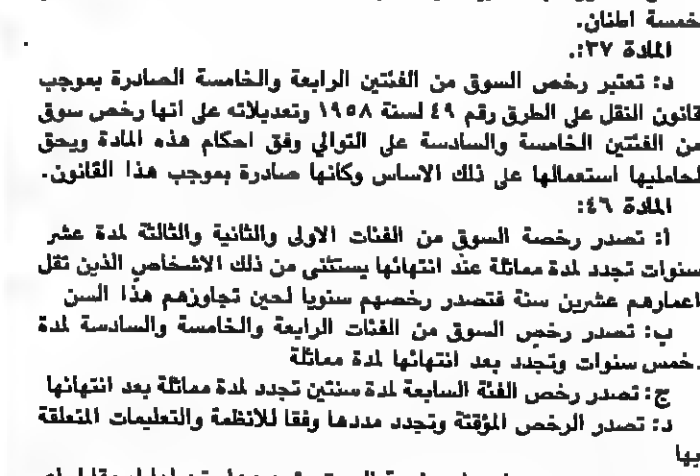 خمسة اطنان.
المادة ٣٧:.
د: تعتبر رخص السوق من الفئتين الرابعة والخامسة الصادرة بموجب
قانون النقل على الطرق رقم ٤٩ لسنة ١٩٥٨ وتعديلاته على انها رخص سوق
من الفئتين الخامسة والسادسة على التوالي وفق احكام هذه المادة ويحق
لحامليها استعمالها على ذلك الاساس وكأنها صادرة بموجب هذا القانون.
المادة ٤٦:
أ: تصدر رخصة السوق من الفئات الاولى والثانية والثالثة لمدة عشر
سنوات تجدد لمدة مماثلة عند انتهائها يستثنى من ذلك الاشخاص الذين تقل
اعمارهم عشرين سنة فتصدر رخصهم سنويا لحين تجاوزهم هذا السن
ب: تصدر رخص السوق من الفئات الرابعة والخامسة والسادسة لمدة
خمس سنوات وتجدد بعد انتهائها لمدة مماثلة
ج: تصدر رخص الفئة السابعة لمدة سنتين تجدد لمدة مماثلة بعد انتهائها
د: تصدر الرخص المؤقتة وتجدد مددها وفقا للانظمة والتعليمات المتعلقة
بها